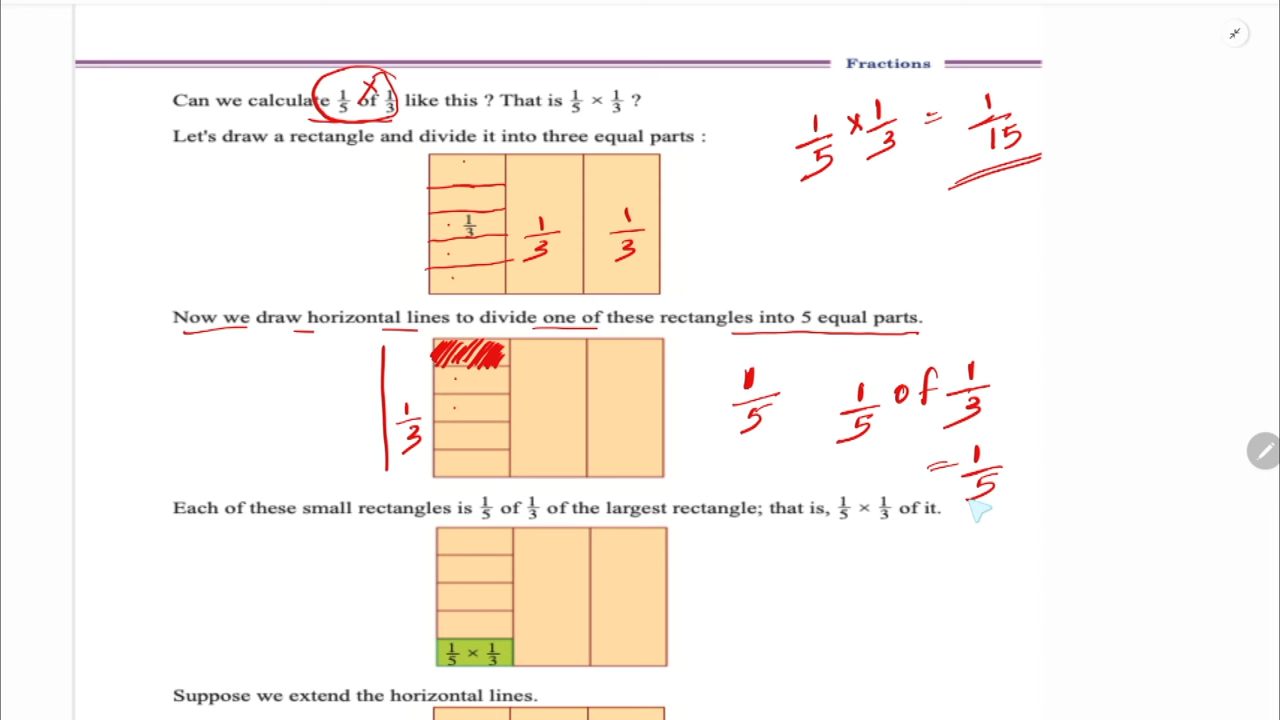 Fractions
Can we calculate 1/5 of 1/3 like this ? That is 1/5 × 1/3 ?
×
1/5 × 1/3 = 1/15
Let's draw a rectangle and divide it into three equal parts :
1/3 1/3 1/3
Now we draw horizontal lines to divide one of these rectangles into 5 equal parts.
1/3
1/5 1/5 of 1/3
= 1/5
Each of these small rectangles is 1/5 of 1/3 of the largest rectangle; that is, 1/5 × 1/3 of it.
1/5 × 1/3
Suppose we extend the horizontal lines.